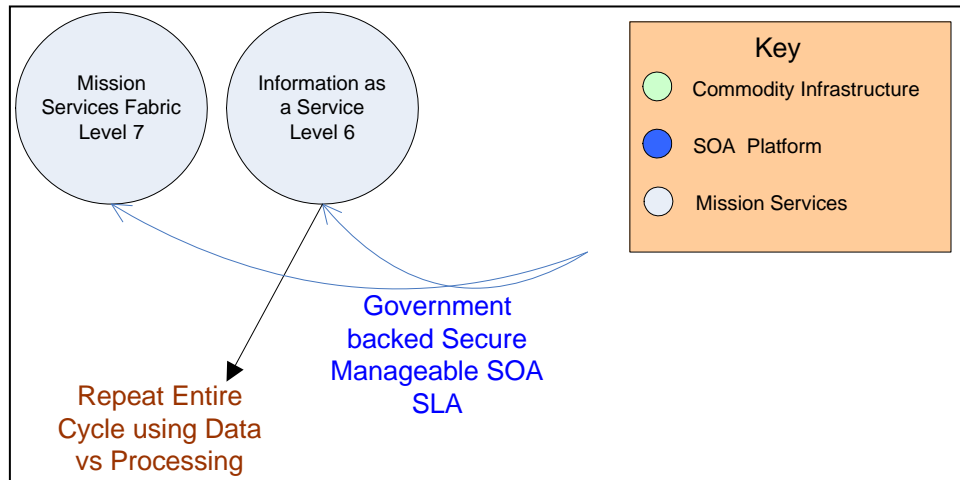 Mission
Services Fabric
Level 7
Information as
a Service
Level 6
Key
Commodity Infrastructure
SOA Platform
Mission Services
Government
backed Secure
Manageable SOA
SLA
Repeat Entire
Cycle using Data
vs Processing